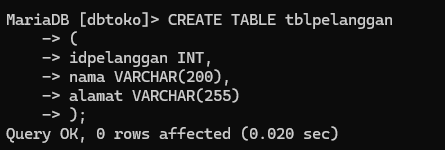 MariaDB [dbtoko]> CREATE TABLE tblpelanggan
    -> (
    -> idpelanggan INT,
    -> nama VARCHAR(200),
    -> alamat VARCHAR(255)
    -> );
Query OK, 0 rows affected (0.020 sec)